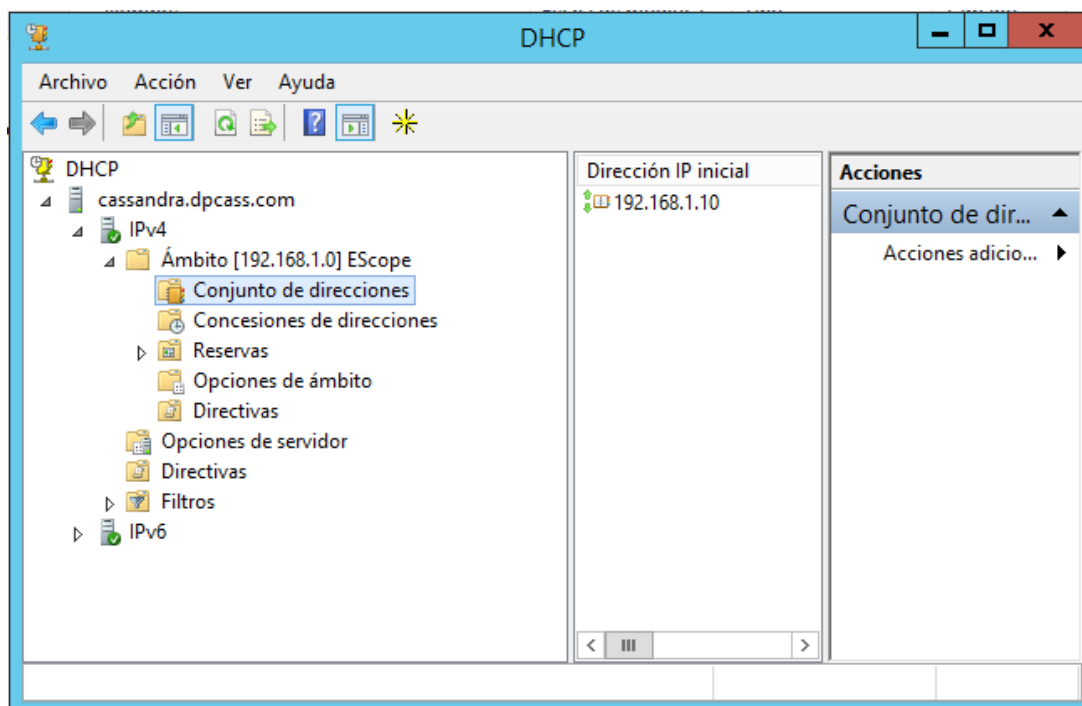 DHCP
Archivo Acción Ver Ayuda
DHCP
cassandra.dpcass.com
IPv4
Ámbito [192.168.1.0] EScope
Conjunto de direcciones
Concesiones de direcciones
Reservas
Opciones de ámbito
Directivas
Opciones de servidor
Directivas
Filtros
IPv6
Dirección IP inicial
192.168.1.10
Acciones
Conjunto de dir...
Acciones adicio...